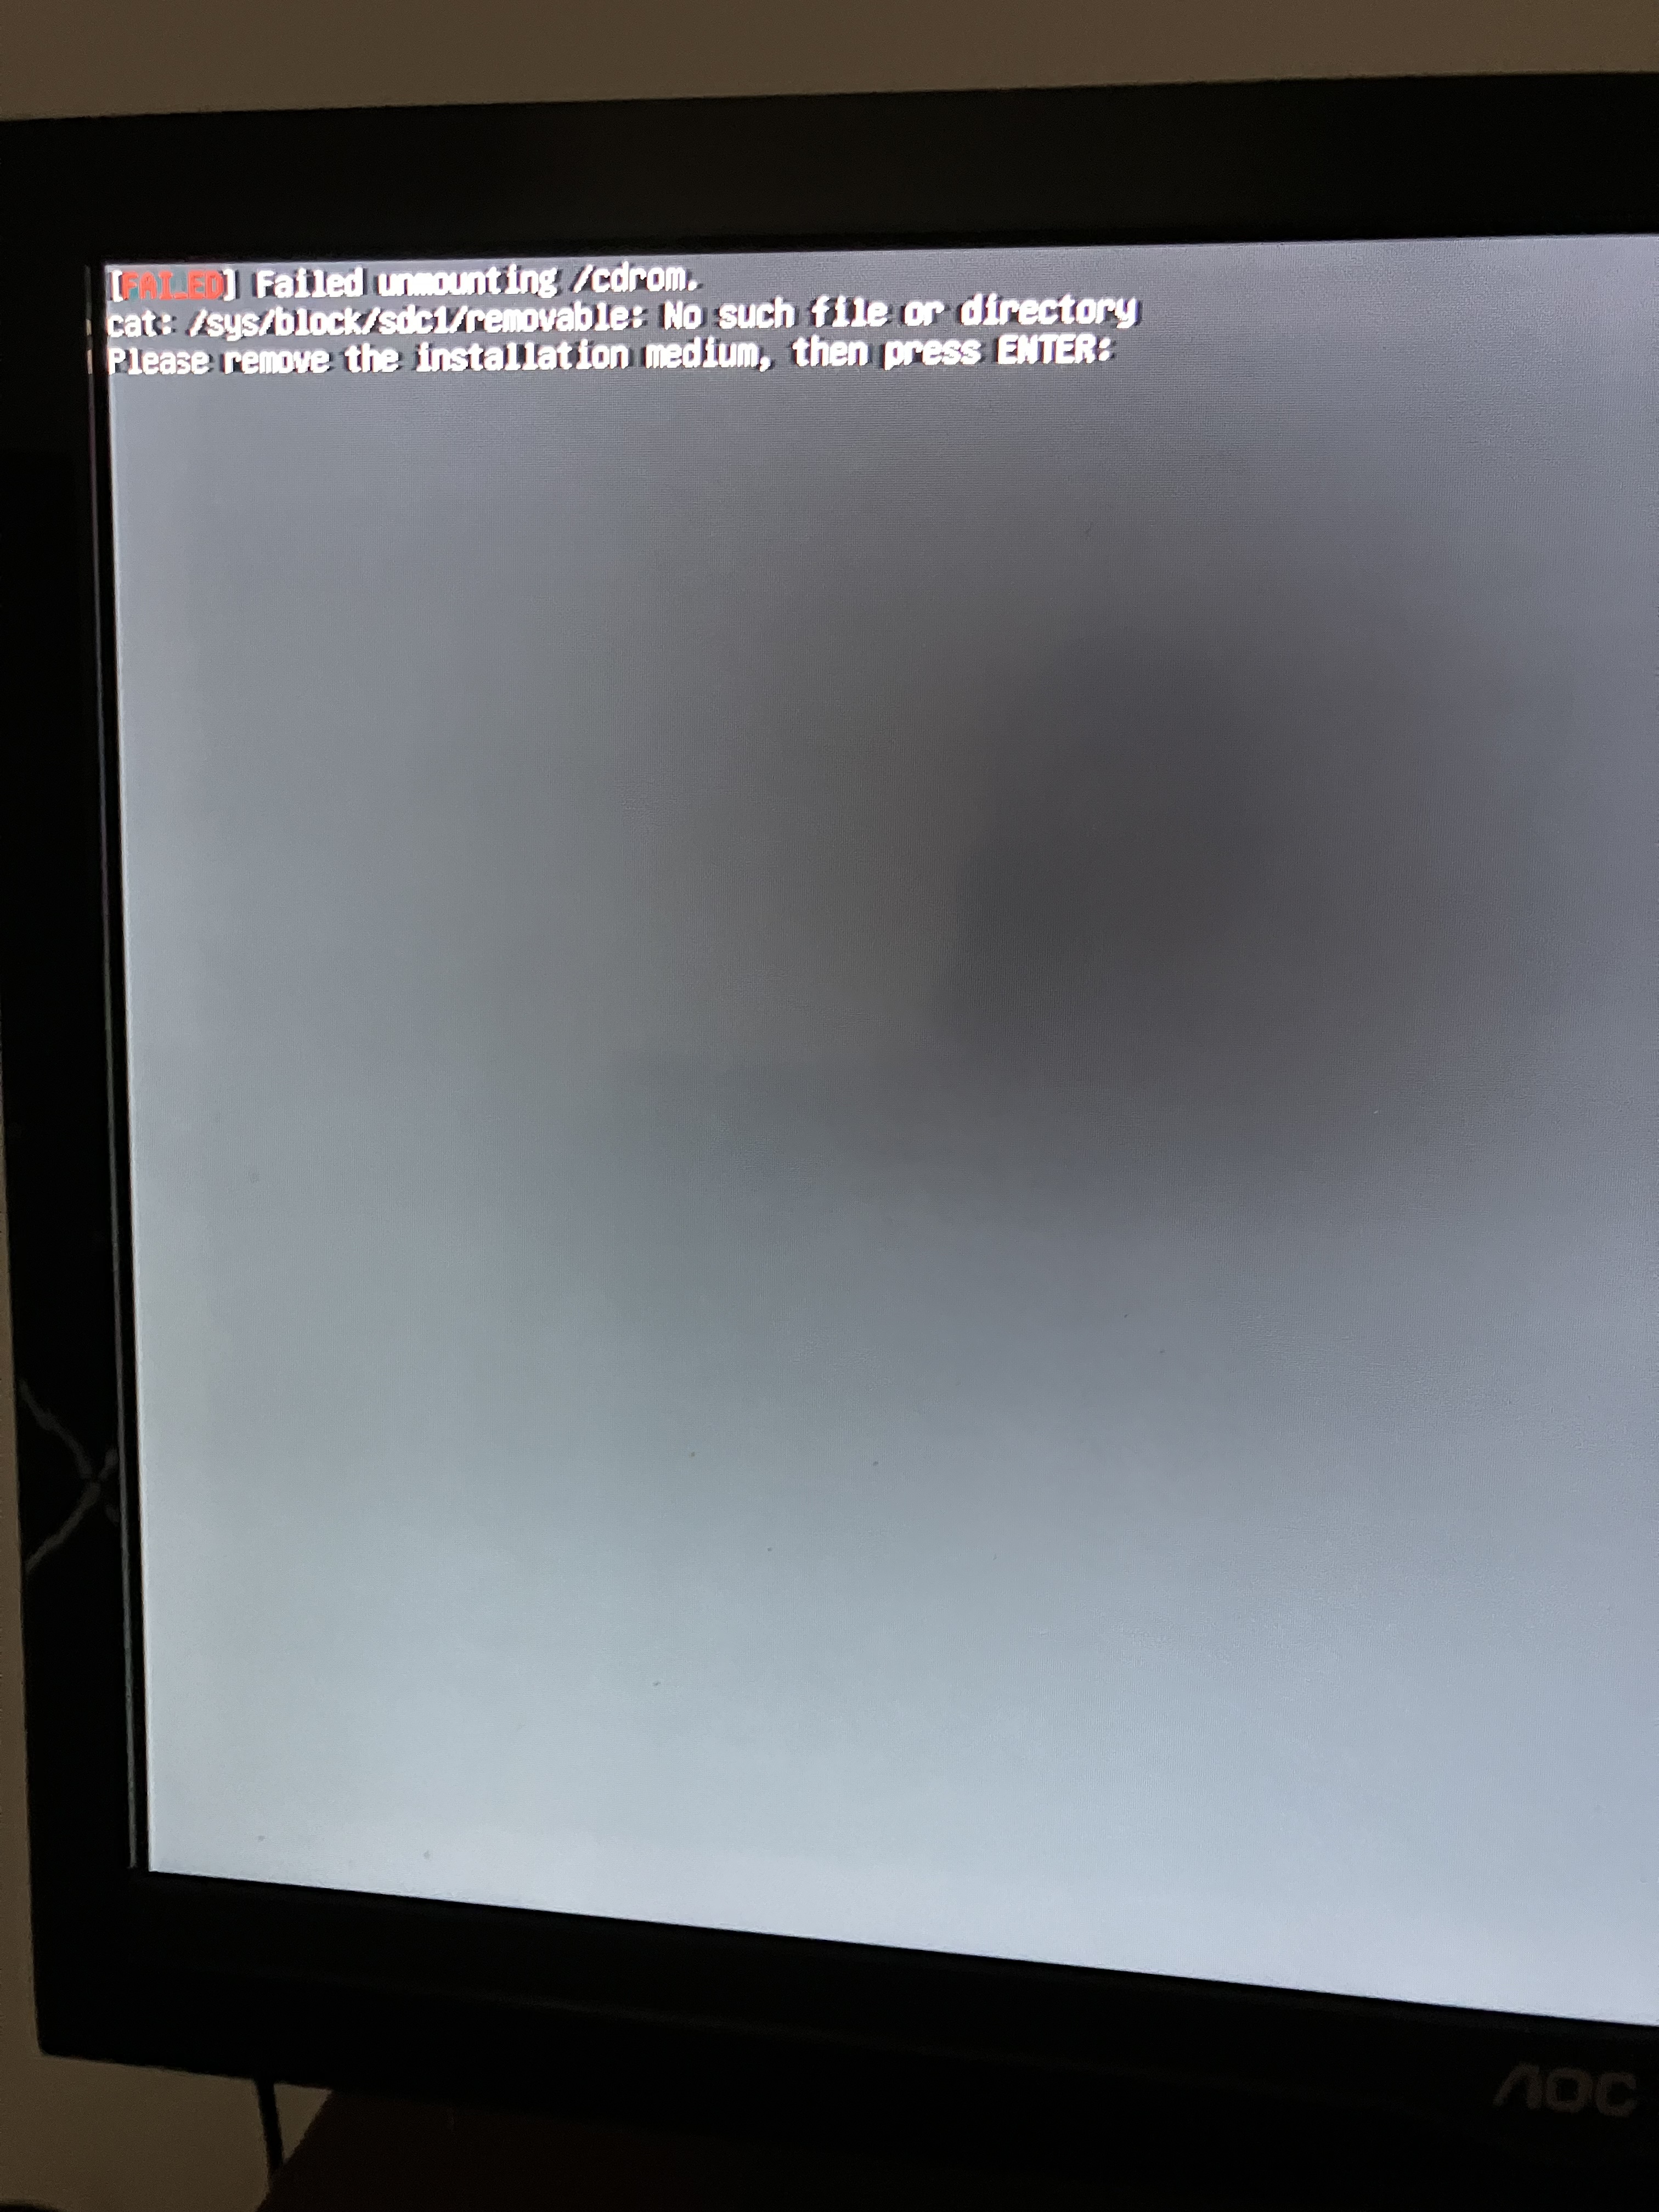 [FAILED] Failed unmounting /cdrom.
cat: /sys/block/sdc1/removable: No such file or directory
Please remove the installation medium, then press ENTER:
AOC